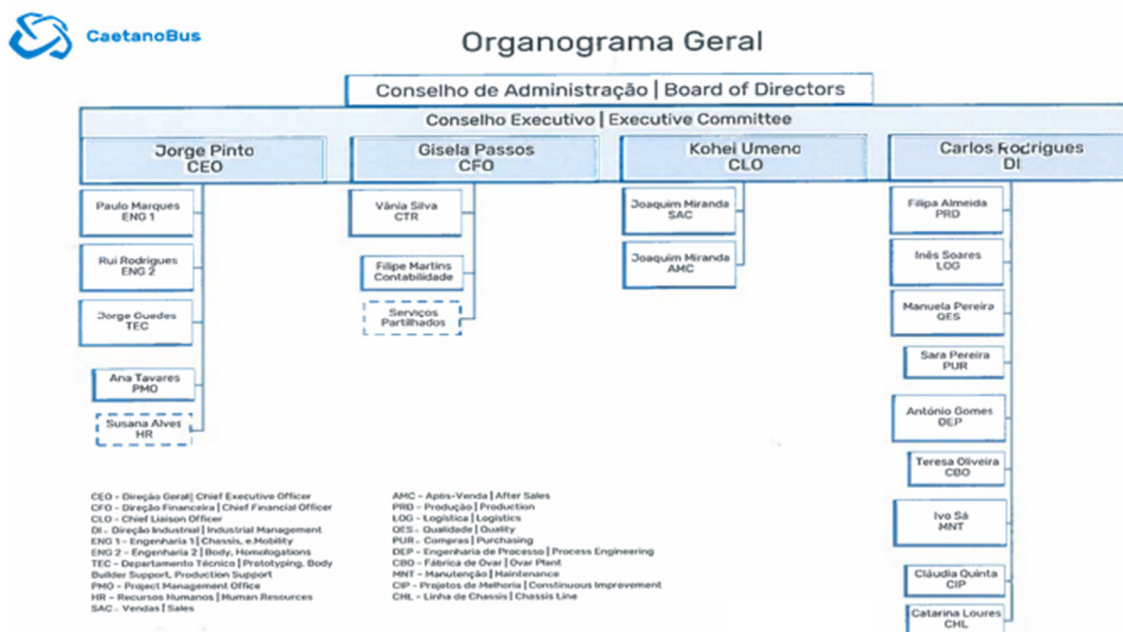 CaetanoBus
Organograma Geral
Conselho de Administração | Board of Directors
Conselho Executivo | Executive Committee
Jorge Pinto
CEO
Gisela Passos
CFO
Kohei Umeno
CLO
Carlos Rodrigues
DI
Paulo Marques
ENG 1
Rui Rodrigues
ENG 2
Jorge Guedes
TEC
Ana Tavares
PMO
Susana Alves
HR
Vânia Silva
CTR
Filipe Martins
Contabilidade
Serviços
Partilhados
Joaquim Miranda
SAC
Joaquim Miranda
AMC
Filipa Almeida
PRD
Inês Soares
LOG
Manuela Pereira
QES
Sara Pereira
PUR
António Gomes
DEP
Teresa Oliveira
CBO
Ivo Sá
MNT
Cláudia Quinta
CIP
Catarina Loures
CHL
CEO - Direção Geral| Chief Executive Officer
CFO - Direção Financeira | Chief Financial Officer
CLO - Chief Liaison Officer
DI - Direção Industrial | Industrial Management
ENG 1 - Engenharia 1 | Chassis, e.Mobility
ENG 2 - Engenharia 2 | Body, Homologations
TEC - Departamento Técnico | Prototyping, Body
Builder Support, Production Support
PMO - Project Management Office
HR - Recursos Humanos | Human Resources
SAC - Vendas | Sales
AMC - Após-Venda | After Sales
PRD - Produção | Production
LOG - Logística | Logistics
QES - Qualidade | Quality
PUR - Compras | Purchasing
DEP - Engenharia de Processo | Process Engineering
CBO - Fábrica de Ovar | Ovar Plant
MNT - Manutenção | Maintenance
CIP - Projetos de Melhoria | Constinuous Improvement
CHL - Linha de Chassis | Chassis Line